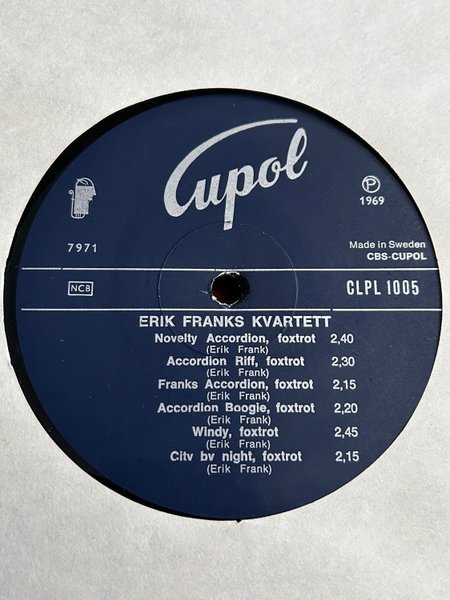 Cupol
P
1969
7971
Made in Sweden
CBS-CUPOL
NCB
CLPL 1005
ERIK FRANKS KVARTETT
Novelty Accordion, foxtrot 2,40
(Erik Frank)
Accordion Riff, foxtrot 2,30
(Erik Frank)
Franks Accordion, foxtrot 2,15
(Erik Frank)
Accordion Boogie, foxtrot 2,20
(Erik Frank)
Windy, foxtrot 2,45
(Erik Frank)
City by night, foxtrot 2,15
(Erik Frank)